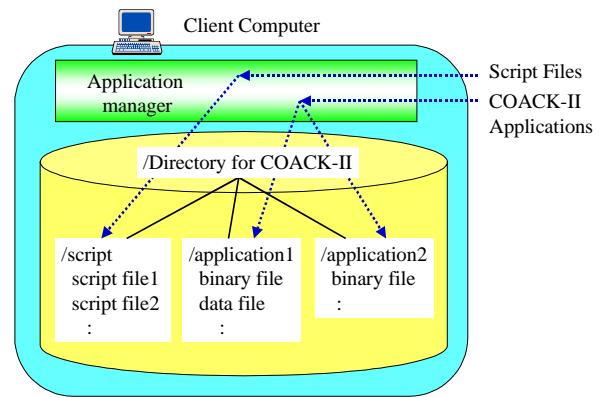 Client Computer
Application
manager
Script Files
COACK-II
Applications
/Directory for COACK-II
/script
script file1
script file2
:
/application1
binary file
data file
:
/application2
binary file
: